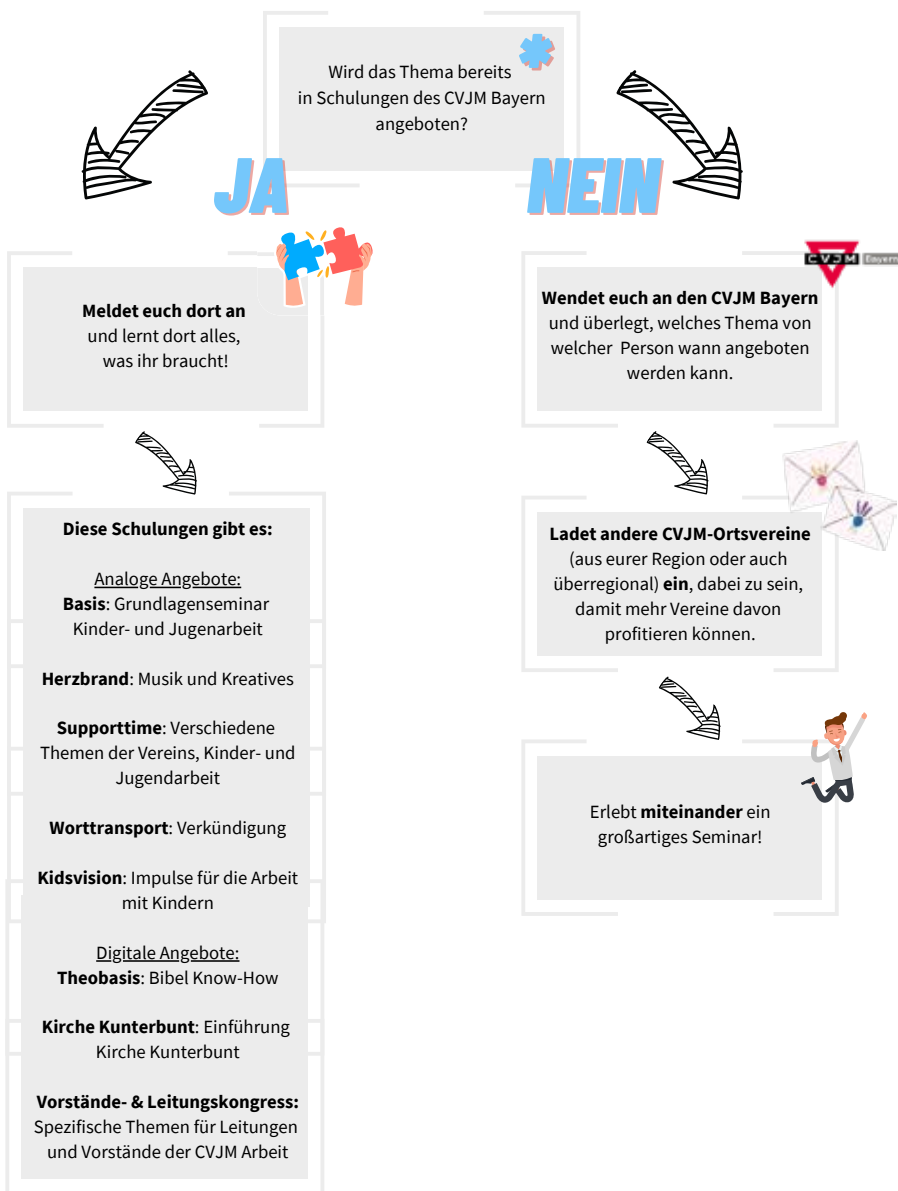 Wird das Thema bereits
in Schulungen des CVJM Bayern
angeboten?
JA
NEIN
Meldet euch dort an
und lernt dort alles,
was ihr braucht!
Diese Schulungen gibt es:
Analoge Angebote:
Basis: Grundlagenseminar
Kinder- und Jugenarbeit
Herzbrand: Musik und Kreatives
Supporttime: Verschiedene
Themen der Vereins, Kinder- und
Jugendarbeit
Worttransport: Verkündigung
Kidsvision: Impulse für die Arbeit
mit Kindern
Digitale Angebote:
Theobasis: Bibel Know-How
Kirche Kunterbunt: Einführung
Kirche Kunterbunt
Vorstände- & Leitungskongress:
Spezifische Themen für Leitungen
und Vorstände der CVJM Arbeit
CVJM Bayern
Wendet euch an den CVJM Bayern
und überlegt, welches Thema von
welcher Person wann angeboten
werden kann.
Ladet andere CVJM-Ortsvereine
(aus eurer Region oder auch
überregional) ein, dabei zu sein,
damit mehr Vereine davon
profitieren können.
Erlebt miteinander ein
großartiges Seminar!